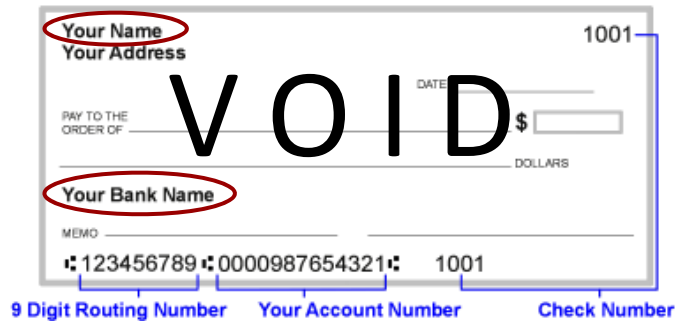 Your Name
1001
Your Address
VOID
DATE
PAY TO THE
ORDER OF
$
DOLLARS
Your Bank Name
MEMO
⑆123456789⑆0000987654321⑆ 1001
9 Digit Routing Number Your Account Number Check Number